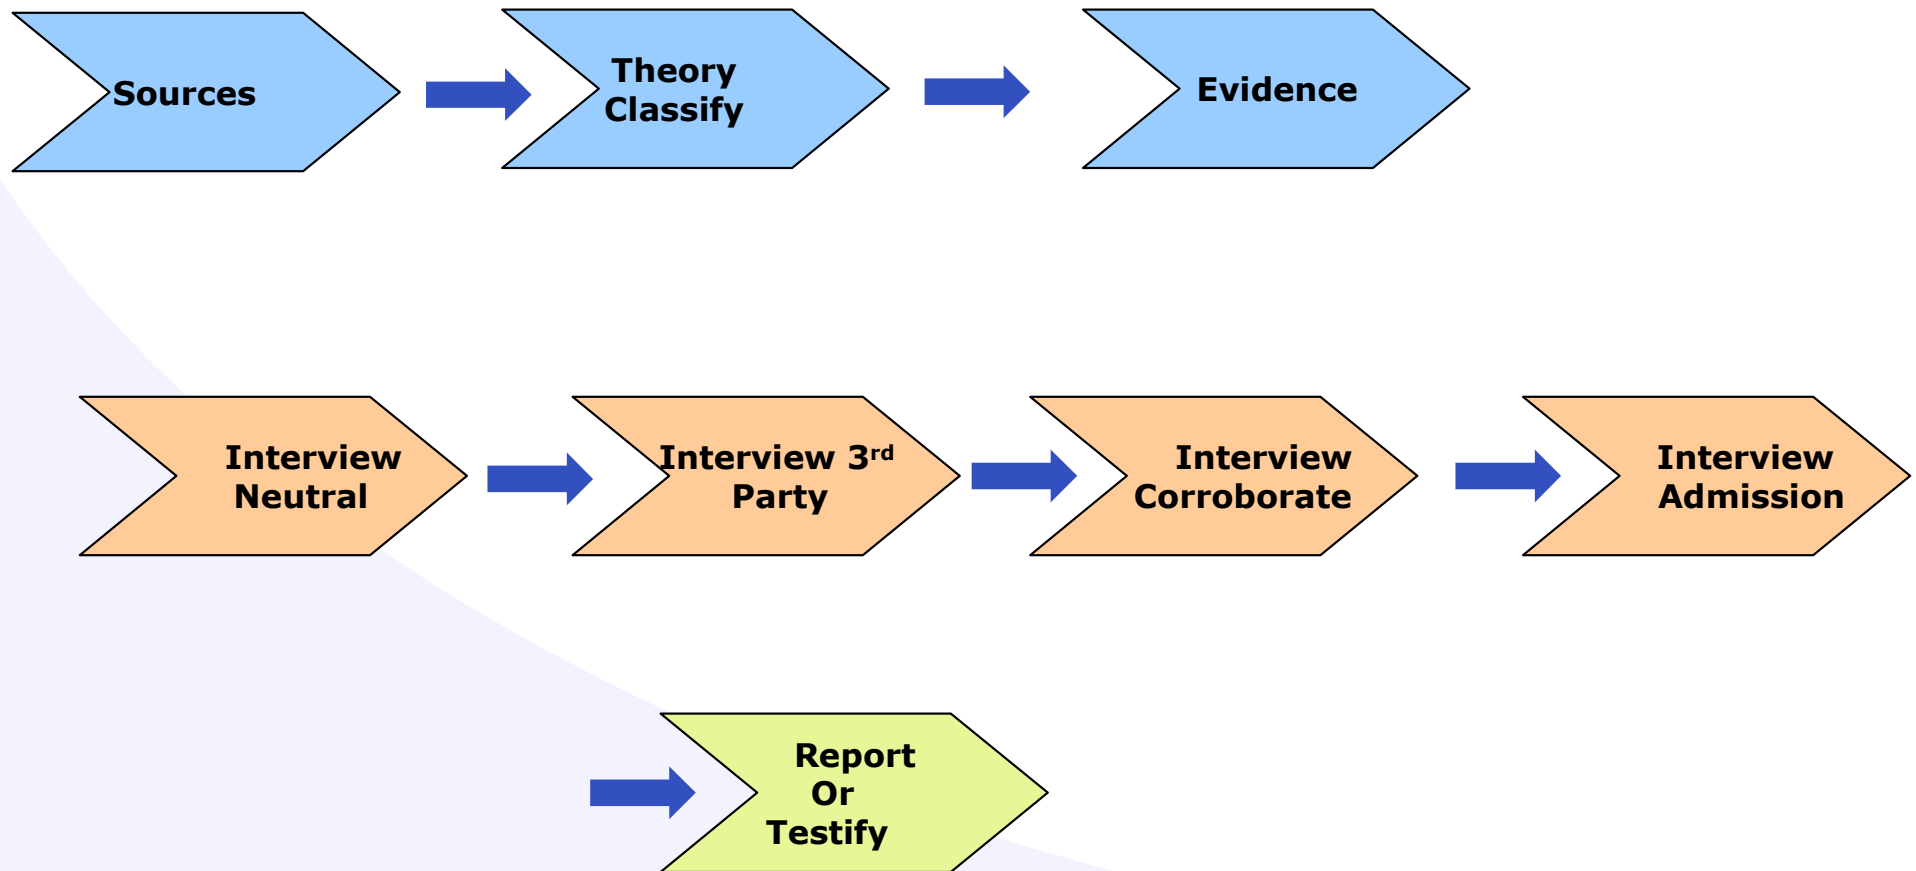 Sources
Theory
Classify
Evidence
Interview
Neutral
Interview 3rd
Party
Interview
Corroborate
Interview
Admission
Report
Or
Testify